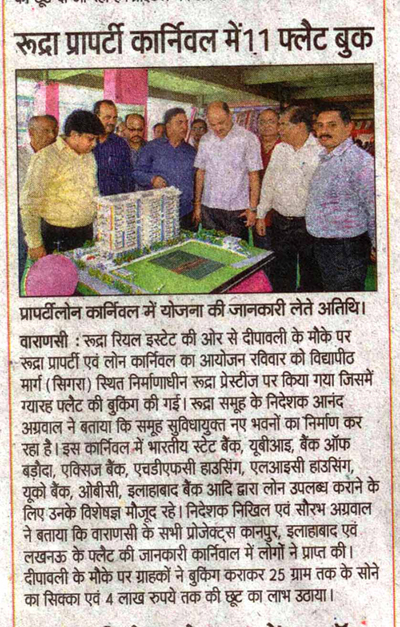 रूद्रा प्रापर्टी कार्निवल में 11 फ्लैट बुक
प्रापर्टीलोन कार्निवल में योजना की जानकारी लेते अतिथि।
वाराणसी : रूद्रा रियल इस्टेट की ओर से दीपावली के मौके पर
रूद्रा प्रापर्टी एवं लोन कार्निवल का आयोजन रविवार को विद्यापीठ
मार्ग (सिगरा) स्थित निर्माणाधीन रूद्रा प्रेस्टीज पर किया गया जिसमें
ग्यारह फ्लैट की बुकिंग की गई। रूद्रा समूह के निदेशक आनंद
अग्रवाल ने बताया कि समूह सुविधायुक्त नए भवनों का निर्माण कर
रहा है। इस कार्निवल में भारतीय स्टेट बैंक, यूबीआइ, बैंक ऑफ
बड़ौदा, एक्सिज बैंक, एचडीएफसी हाउसिंग, एलआइसी हाउसिंग,
यूको बैंक, ओबीसी, इलाहाबाद बैंक आदि द्वारा लोन उपलब्ध कराने के
लिए उनके विशेषज्ञ मौजूद रहे। निदेशक निखिल एवं सौरभ अग्रवाल
ने बताया कि वाराणसी के सभी प्रोजेक्ट्स कानपुर, इलाहाबाद एवं
लखनऊ के फ्लैट की जानकारी कार्निवल में लोगों ने प्राप्त की।
दीपावली के मौके पर ग्राहकों ने बुकिंग कराकर 25 ग्राम तक के सोने
का सिक्का एवं 4 लाख रुपये तक की छूट का लाभ उठाया।